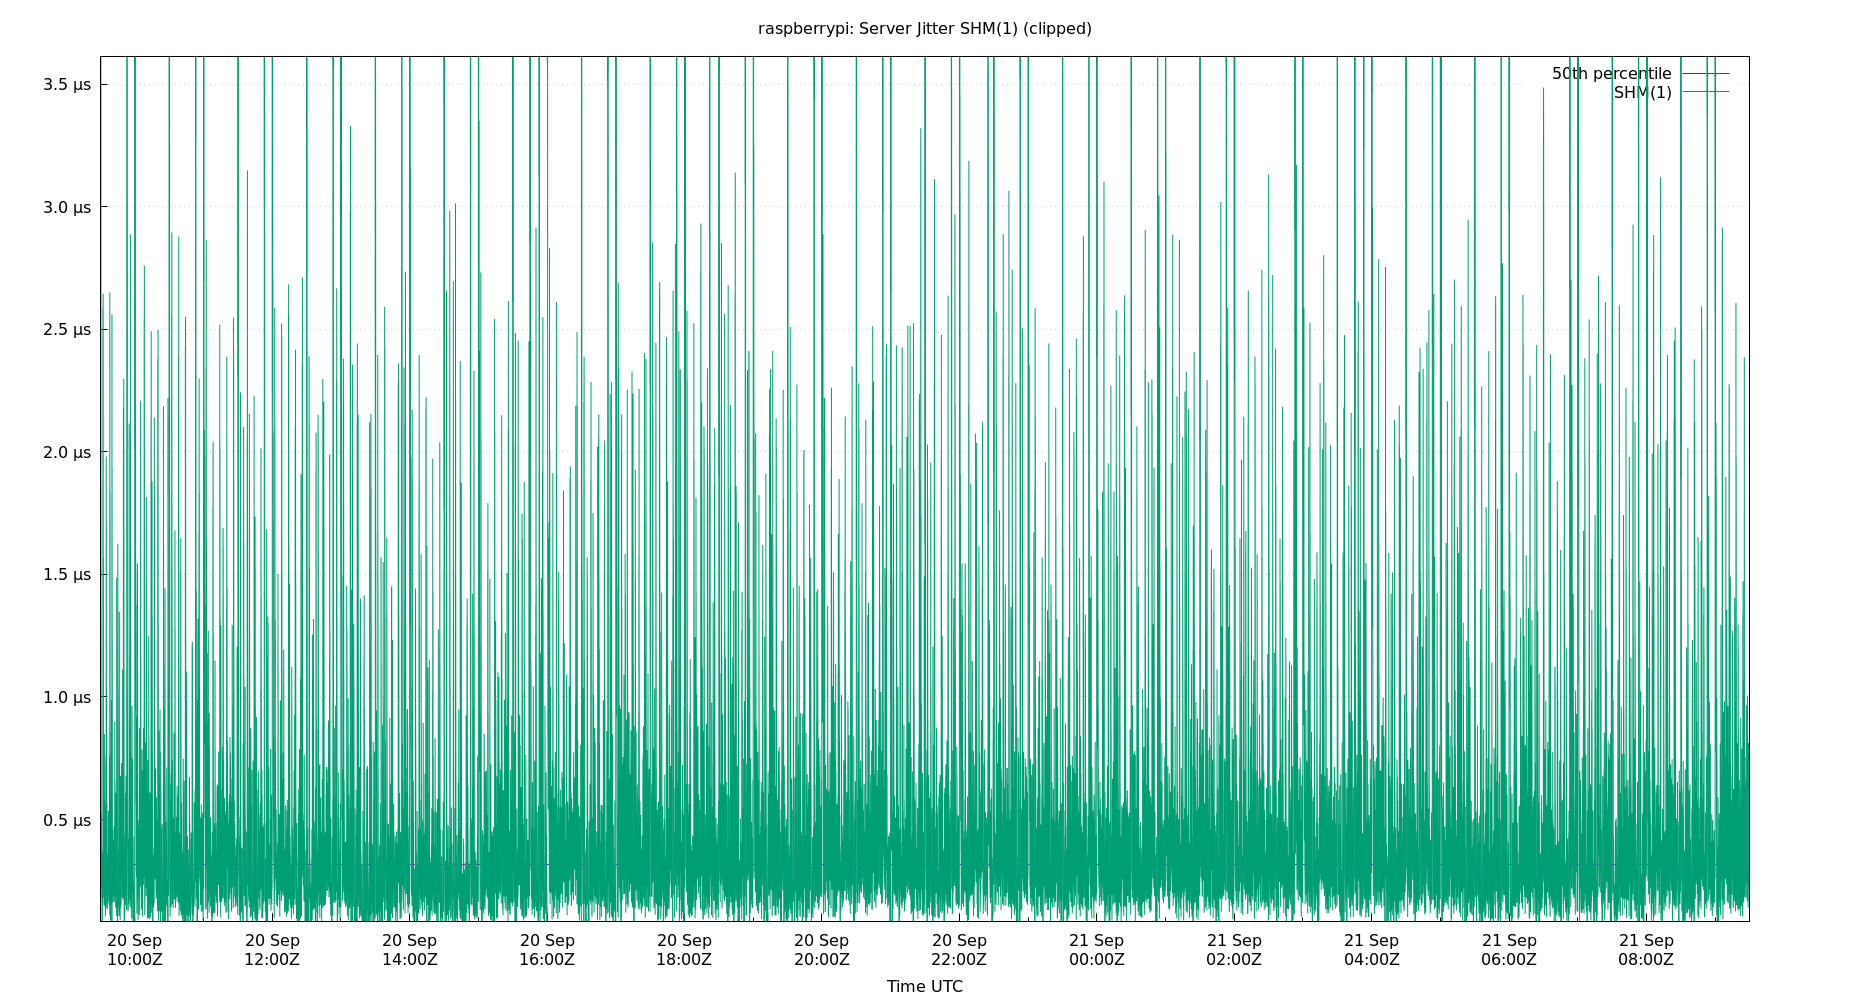 raspberrypi: Server Jitter SHM(1) (clipped)
50th percentile
SHM(1)
3.5 µs
3.0 µs
2.5 µs
2.0 µs
1.5 µs
1.0 µs
0.5 µs
20 Sep 20 Sep 20 Sep 20 Sep 20 Sep 20 Sep 20 Sep 21 Sep 21 Sep 21 Sep 21 Sep 21 Sep
10:00Z 12:00Z 14:00Z 16:00Z 18:00Z 20:00Z 22:00Z 00:00Z 02:00Z 04:00Z 06:00Z 08:00Z
Time UTC